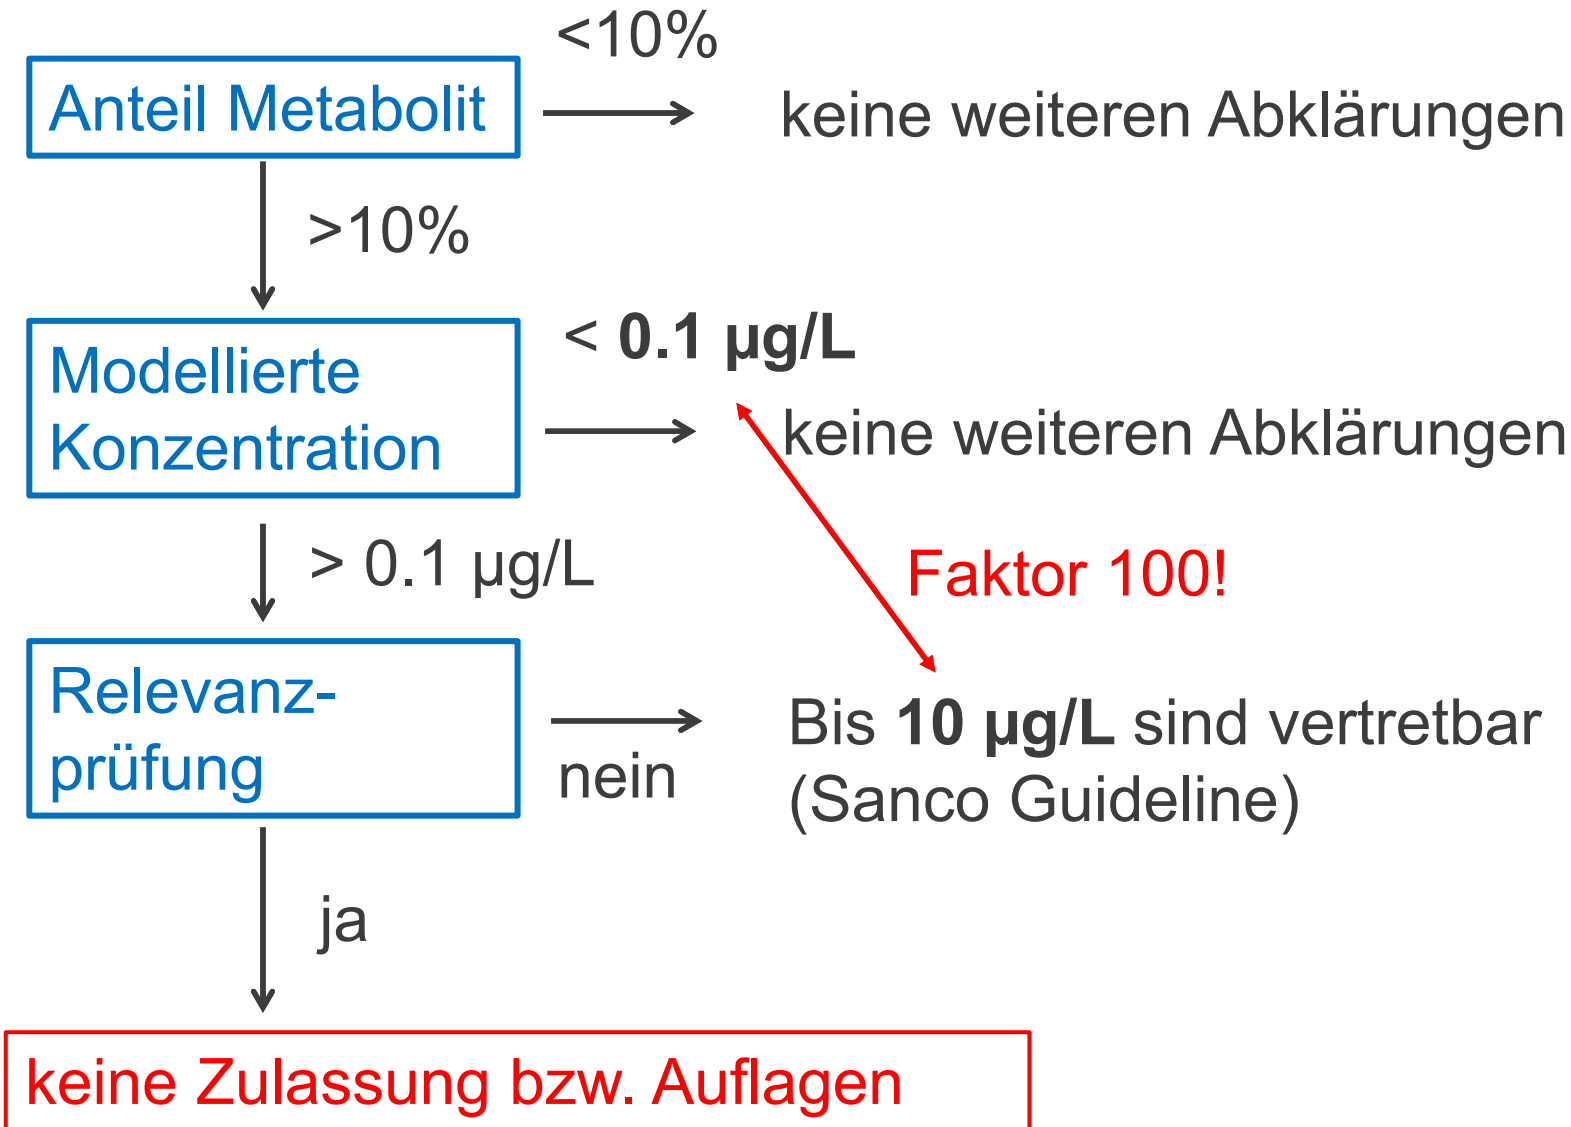 <10%
Anteil Metabolit
keine weiteren Abklärungen
>10%
< 0.1 µg/L
Modellierte
Konzentration
keine weiteren Abklärungen
> 0.1 µg/L
Faktor 100!
Relevanz-
prüfung
nein
Bis 10 µg/L sind vertretbar
(Sanco Guideline)
ja
keine Zulassung bzw. Auflagen